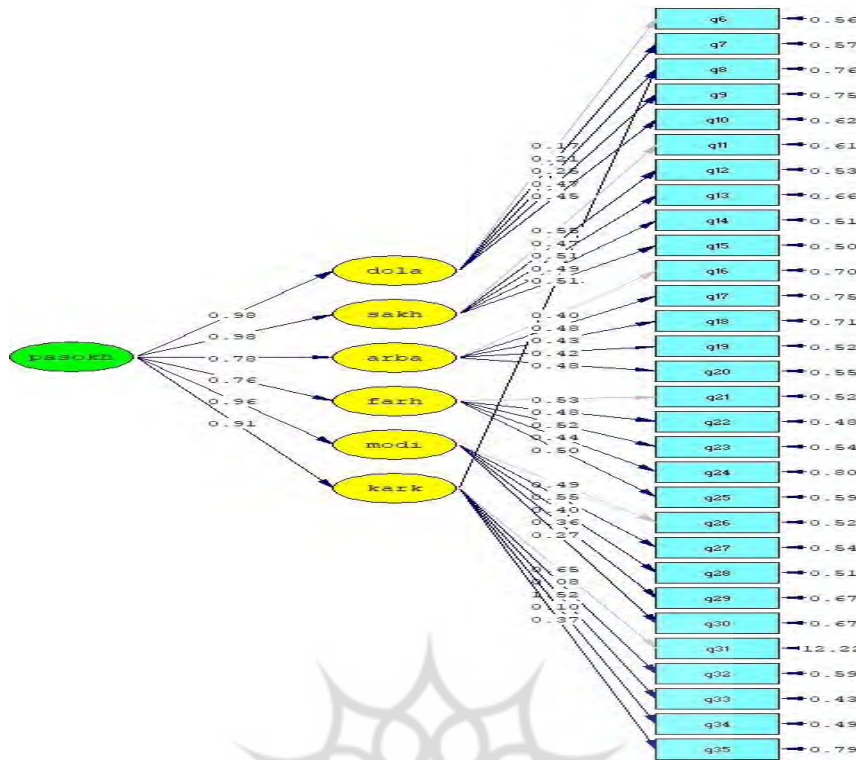 pasokh
0.98
0.98
0.78
0.76
0.96
0.91
dola
sakh
arba
farh
modi
kark
0.17
0.21
0.47
0.45
0.55
0.47
0.51
0.49
0.51
0.40
0.48
0.43
0.42
0.48
0.53
0.48
0.52
0.44
0.50
0.49
0.55
0.40
0.36
0.27
0.65
0.10
0.37
q6 0.56
q7 0.57
q8 0.76
q9 0.75
q10 0.62
q11 0.61
q12 0.53
q13 0.66
q14 0.51
q15 0.50
q16 0.70
q17 0.75
q18 0.71
q19 0.52
q20 0.55
q21 0.52
q22 0.48
q23 0.54
q24 0.80
q25 0.59
q26 0.52
q27 0.54
q28 0.51
q29 0.67
q30 0.67
q31 12.22
q32 0.59
q33 0.43
q34 0.49
q35 0.79